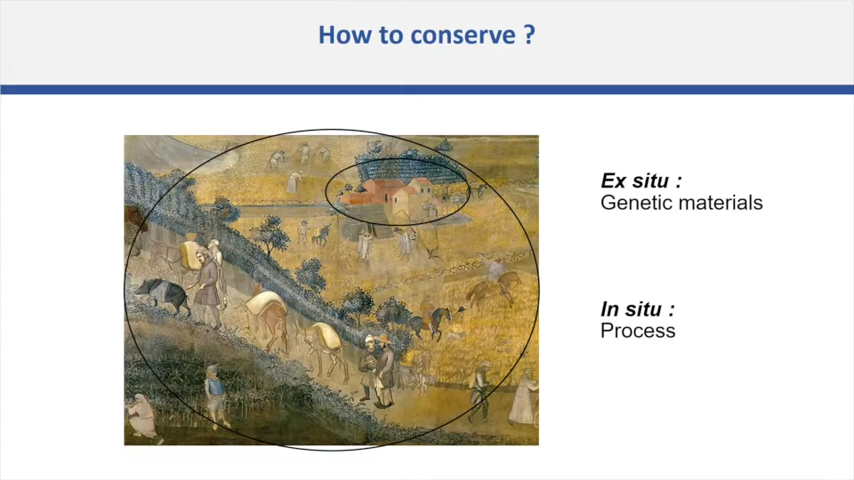 How to conserve ?
Ex situ :
Genetic materials
In situ :
Process